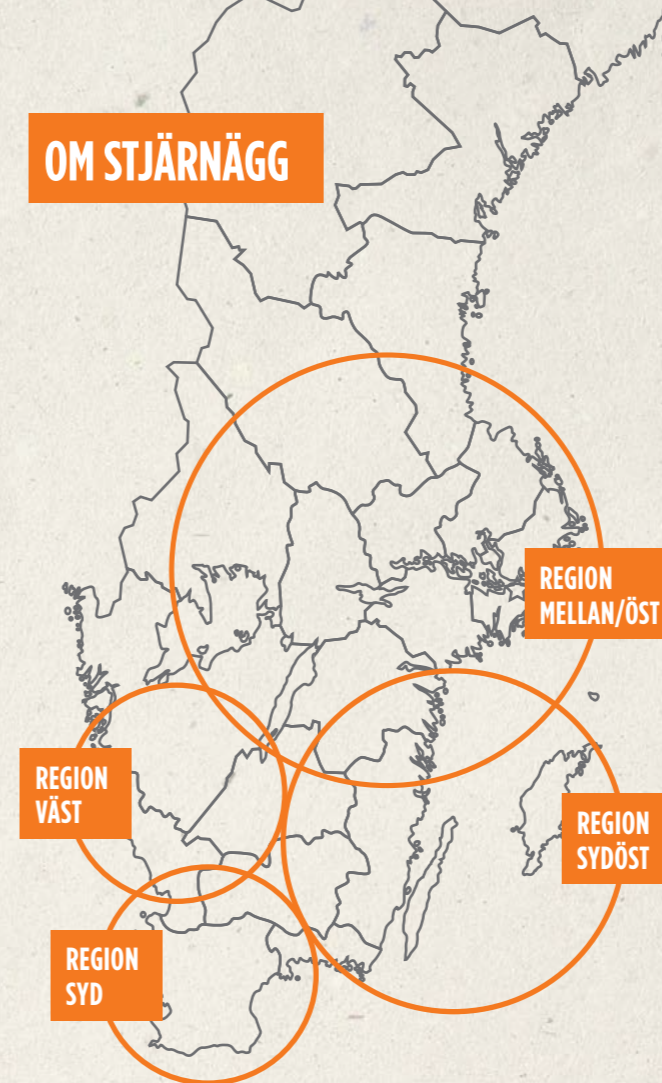 OM STJÄRNÄGG
REGION
MELLAN/ÖST
REGION
VÄST
REGION
SYDÖST
REGION
SYD